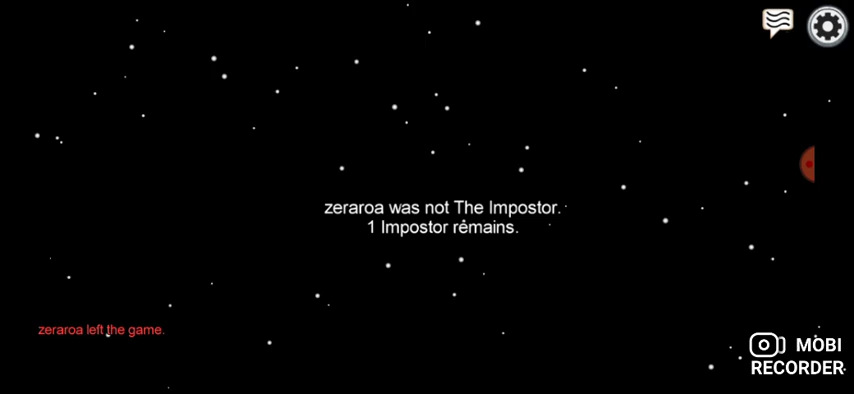 zeraroa was not The Impostor.
1 Impostor remains.
zeraroa left the game.
MOBI
RECORDER